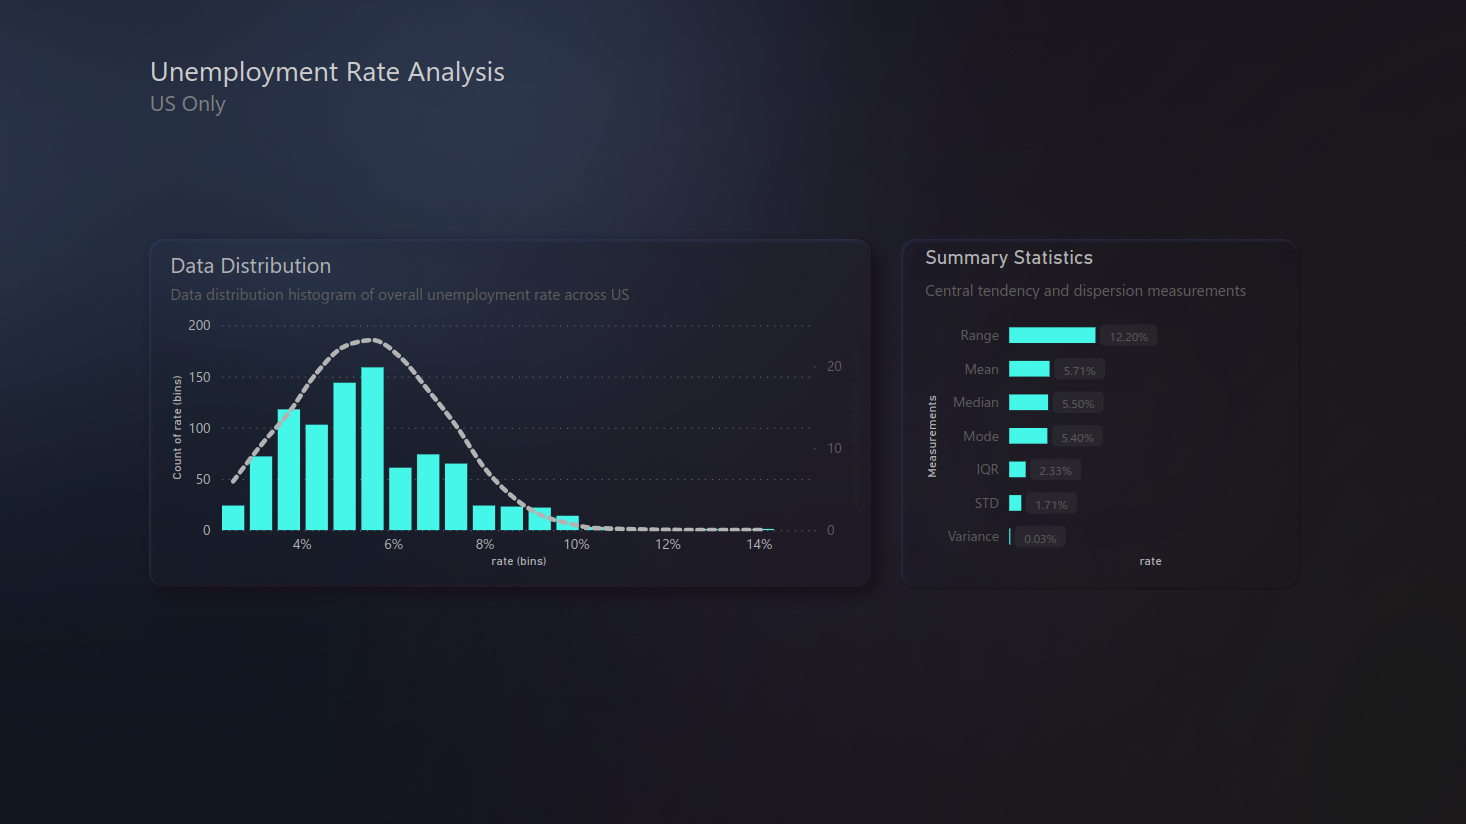 Unemployment Rate Analysis
US Only
Data Distribution
Data distribution histogram of overall unemployment rate across US
Count of rate (bins)
200
150
100
50
0
20
10
0
4% 6% 8% 10% 12% 14%
rate (bins)
Summary Statistics
Central tendency and dispersion measurements
Measurements
Range 12.20%
Mean 5.71%
Median 5.50%
Mode 5.40%
IQR 2.33%
STD 1.71%
Variance 0.03%
rate